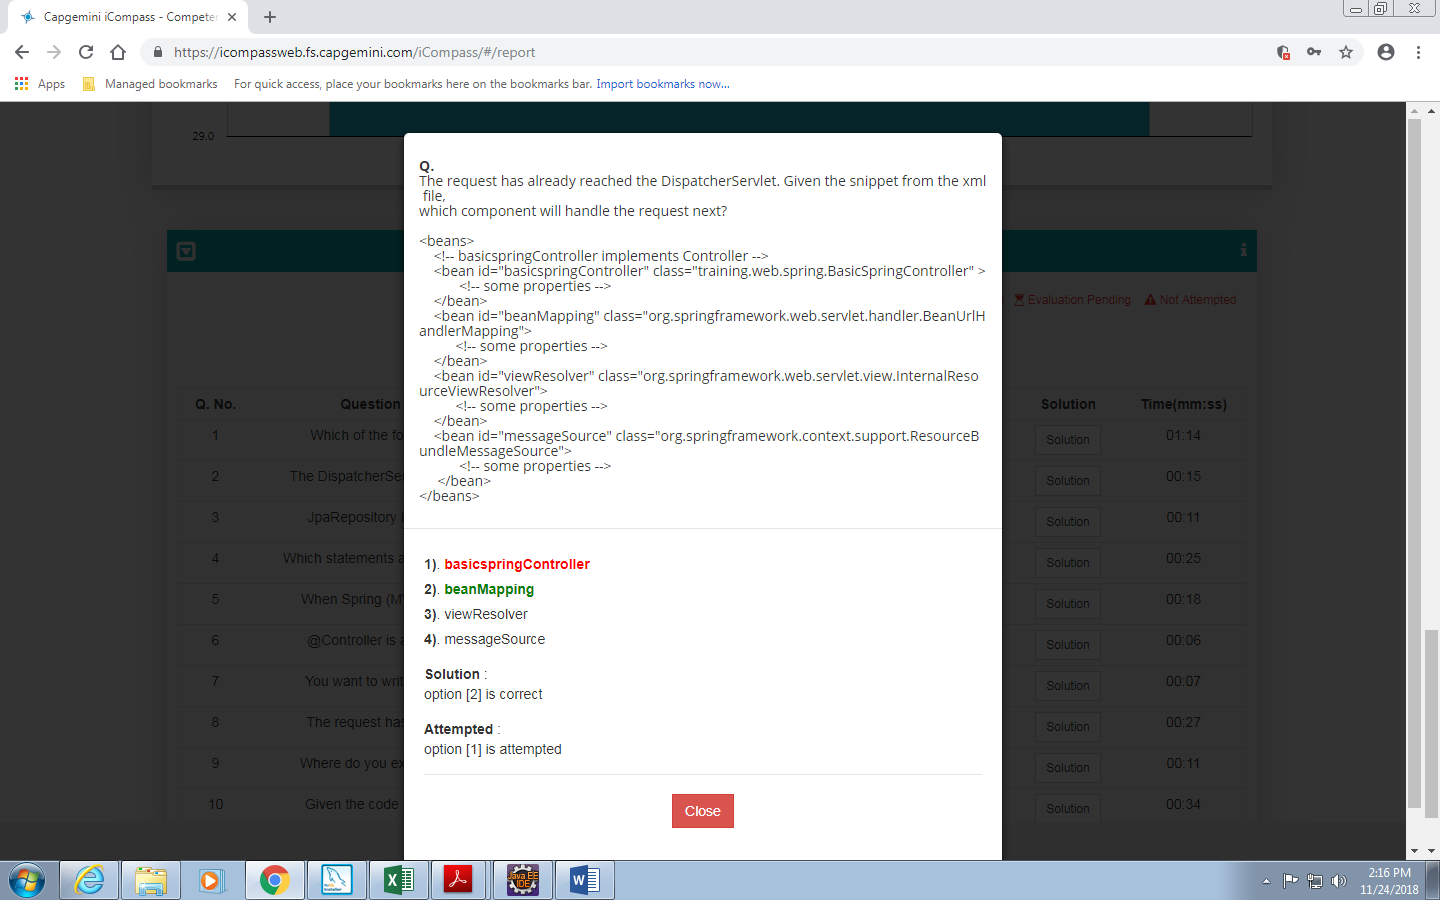 Capgemini iCompass - Competer
https://icompassweb.fs.capgemini.com/iCompass/#/report
Apps
Managed bookmarks
For quick access, place your bookmarks here on the bookmarks bar. Import bookmarks now...
29.0
Q.
The request has already reached the DispatcherServlet. Given the snippet from the xml
file,
which component will handle the request next?
<beans>
<!-- basicspringController implements Controller -->
<bean id="basicspringController" class="training.web.spring.BasicSpringController" >
<!-- some properties -->
</bean>
<bean id="beanMapping" class="org.springframework.web.servlet.handler.BeanUrlH
andlerMapping">
<!-- some properties -->
</bean>
<bean id="viewResolver" class="org.springframework.web.servlet.view.InternalReso
urceViewResolver">
<!-- some properties -->
</bean>
<bean id="messageSource" class="org.springframework.context.support.ResourceB
undleMessageSource">
<!-- some properties -->
</bean>
</beans>
1). basicspringController
2). beanMapping
3). viewResolver
4). messageSource
Solution :
option [2] is correct
Attempted :
option [1] is attempted
Close
Evaluation Pending Not Attempted
Q. No. Question Solution Time(mm:ss)
1 Which of the fo Solution 01:14
2 The DispatcherSe Solution 00:15
3 JpaRepository Solution 00:11
4 Which statements a Solution 00:25
5 When Spring (M Solution 00:18
6 @Controller is a Solution 00:06
7 You want to writ Solution 00:07
8 The request has Solution 00:27
9 Where do you ex Solution 00:11
10 Given the code Solution 00:34
2:16 PM
11/24/2018
Java EE
IDE